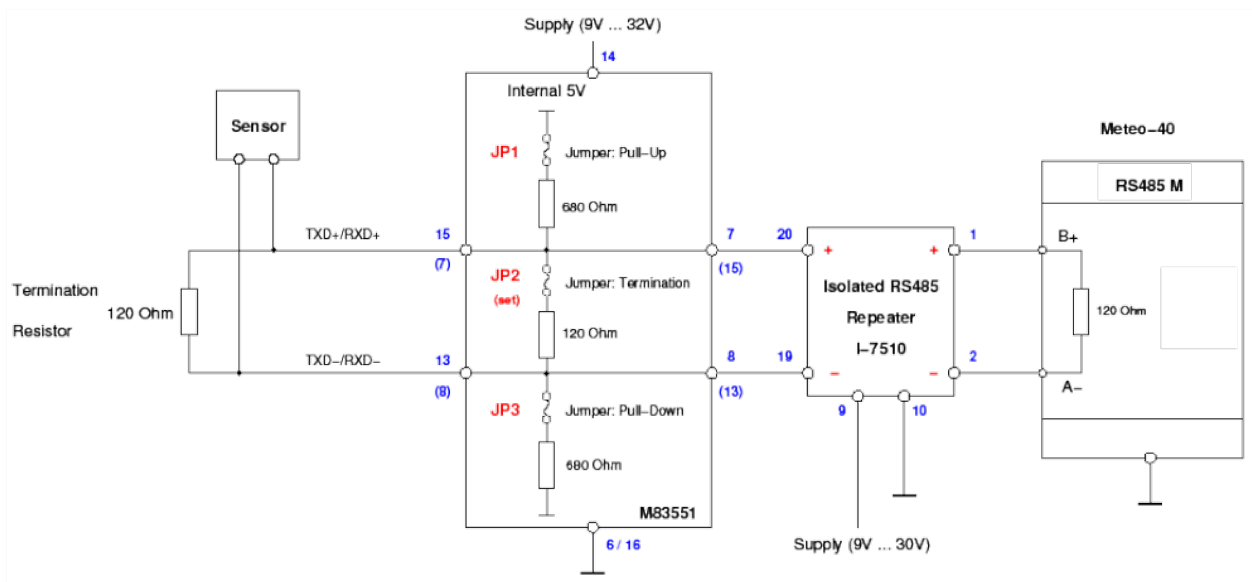 Supply (9V ... 32V)
14
Internal 5V
Sensor
JP1
Jumper: Pull-Up
680 Ohm
Meteo-40
RS485 M
TXD+/RXD+
15
(7)
7
(15)
20
+
+
1
B+
JP2
(set)
Jumper: Termination
120 Ohm
Termination
Resistor
120 Ohm
Isolated RS485
Repeater
I-7510
120 Ohm
TXD-/RXD-
13
(8)
8
(13)
19
-
-
2
A-
JP3
Jumper: Pull-Down
680 Ohm
9
10
M83551
6 / 16
Supply (9V ... 30V)